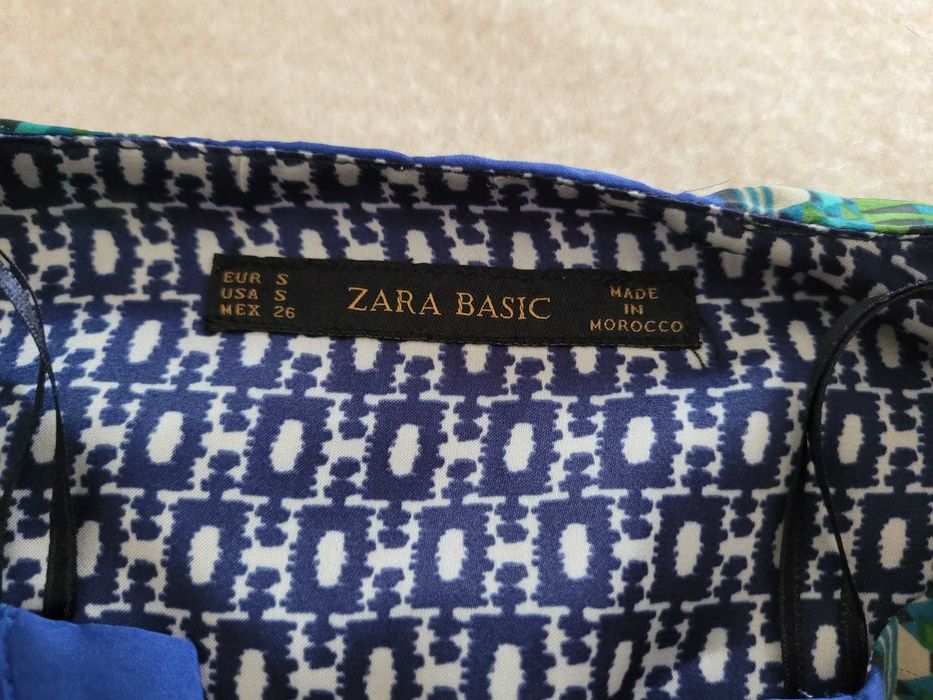 EUR S
USA S
MEX 26
ZARA BASIC
MADE
IN
MOROCCO